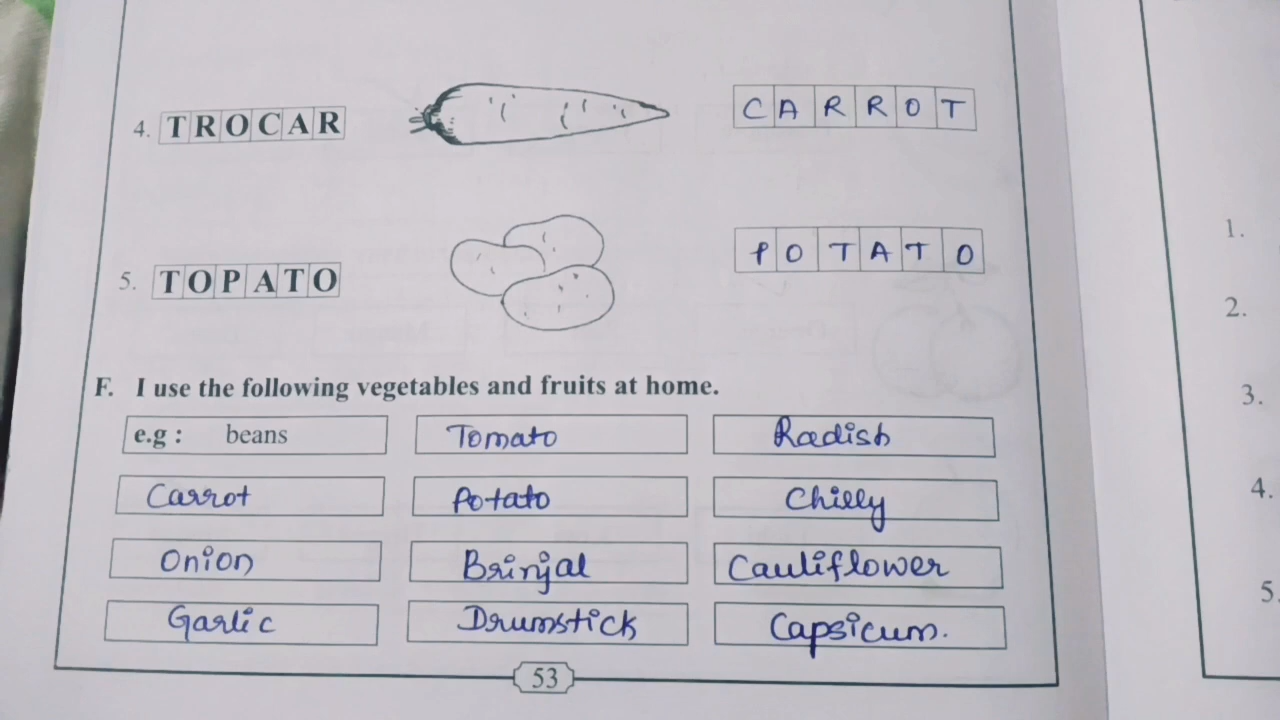 4. TROCAR CARROT
5. TOPATO POTATO
F. I use the following vegetables and fruits at home.
e.g : beans Tomato Radish
Carrot Potato Chilly
Onion Brinjal Cauliflower
Garlic Drumstick Capsicum.
53
1.
2.
3.
4.
5.